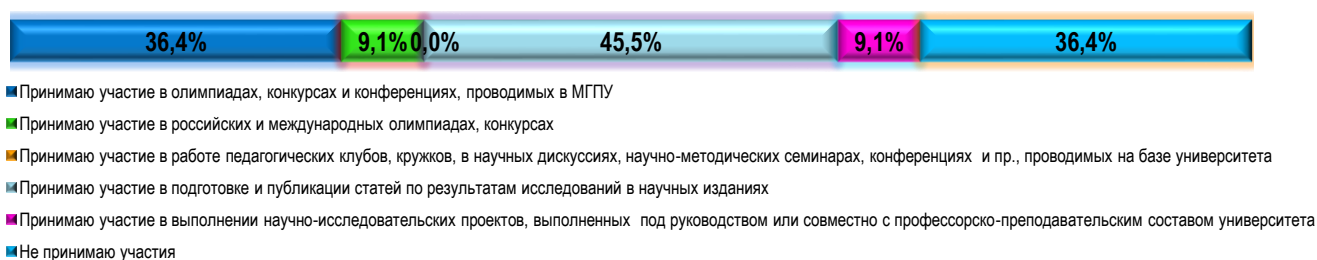 36,4% 9,1% 0,0% 45,5% 9,1% 36,4%
Принимаю участие в олимпиадах, конкурсах и конференциях, проводимых в МГПУ
Принимаю участие в российских и международных олимпиадах, конкурсах
Принимаю участие в работе педагогических клубов, кружков, в научных дискуссиях, научно-методических семинарах, конференциях и пр., проводимых на базе университета
Принимаю участие в подготовке и публикации статей по результатам исследований в научных изданиях
Принимаю участие в выполнении научно-исследовательских проектов, выполненных под руководством или совместно с профессорско-преподавательским составом университета
Не принимаю участия